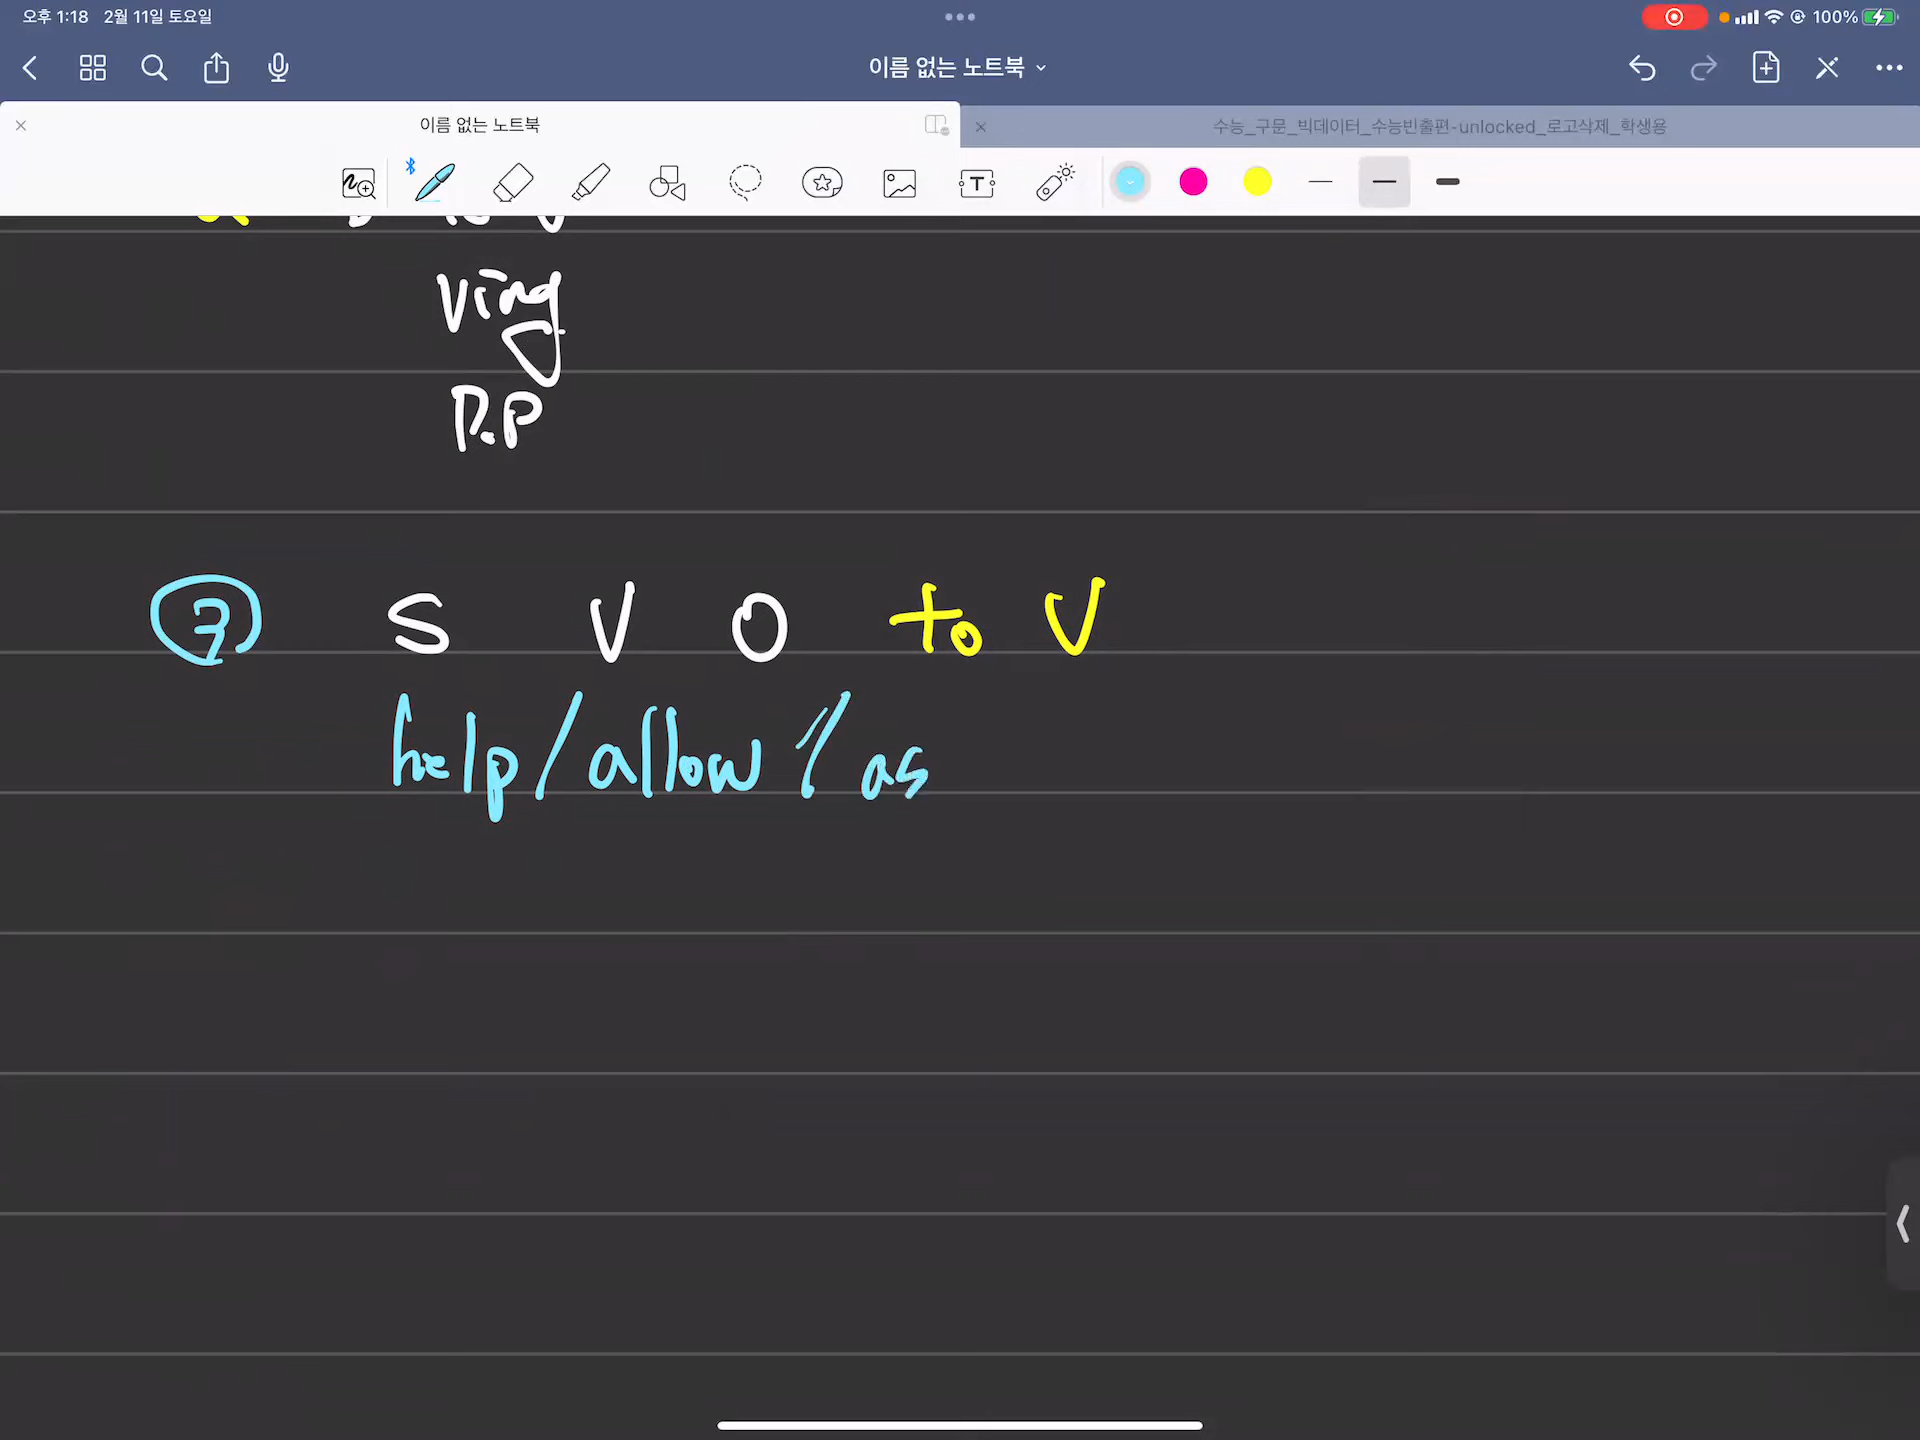 오후 1:18 2월 11일 토요일
100%
이름 없는 노트북
이름 없는 노트북
수능_구문_빅데이터_수능빈출편-unlocked_로고삭제_학생용
Ving
P.P
S V O to V
help / allow / as